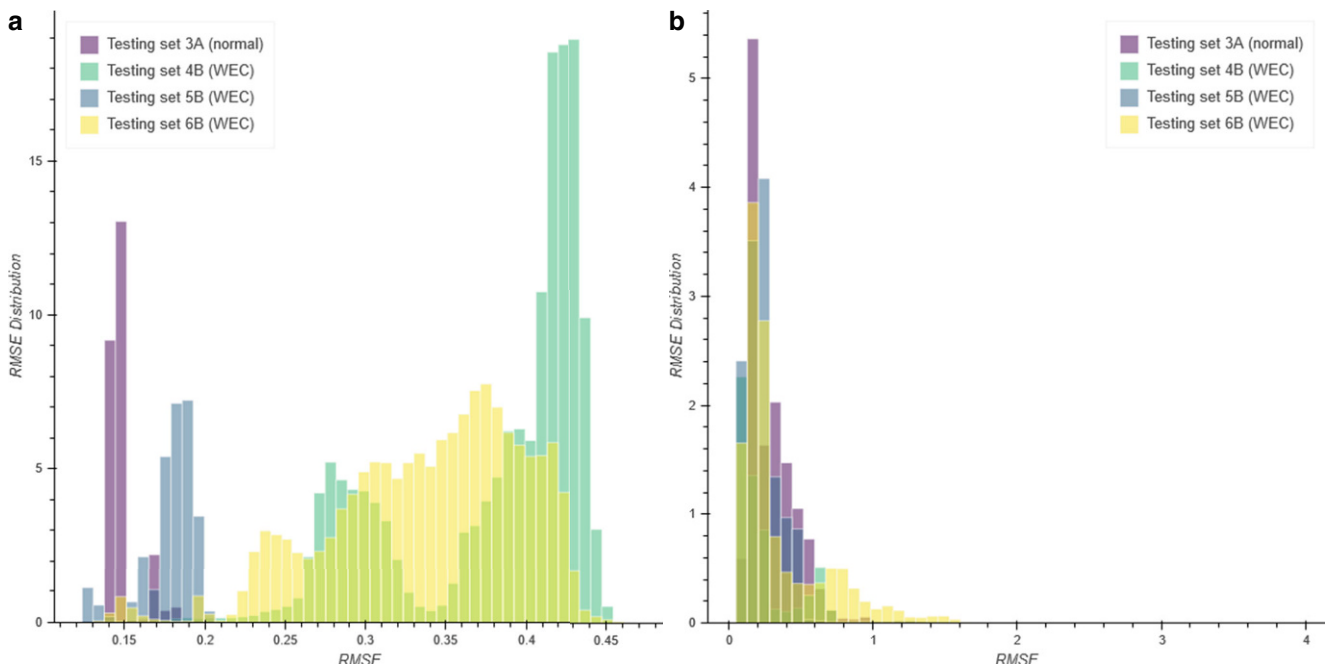 a
Testing set 3A (normal)
Testing set 4B (WEC)
Testing set 5B (WEC)
Testing set 6B (WEC)
RMSE Distribution
15
10
5
0
0.15
0.2
0.25
0.3
0.35
0.4
0.45
RMSE
b
Testing set 3A (normal)
Testing set 4B (WEC)
Testing set 5B (WEC)
Testing set 6B (WEC)
RMSE Distribution
5
4
3
2
1
0
0
1
2
3
4
RMSE